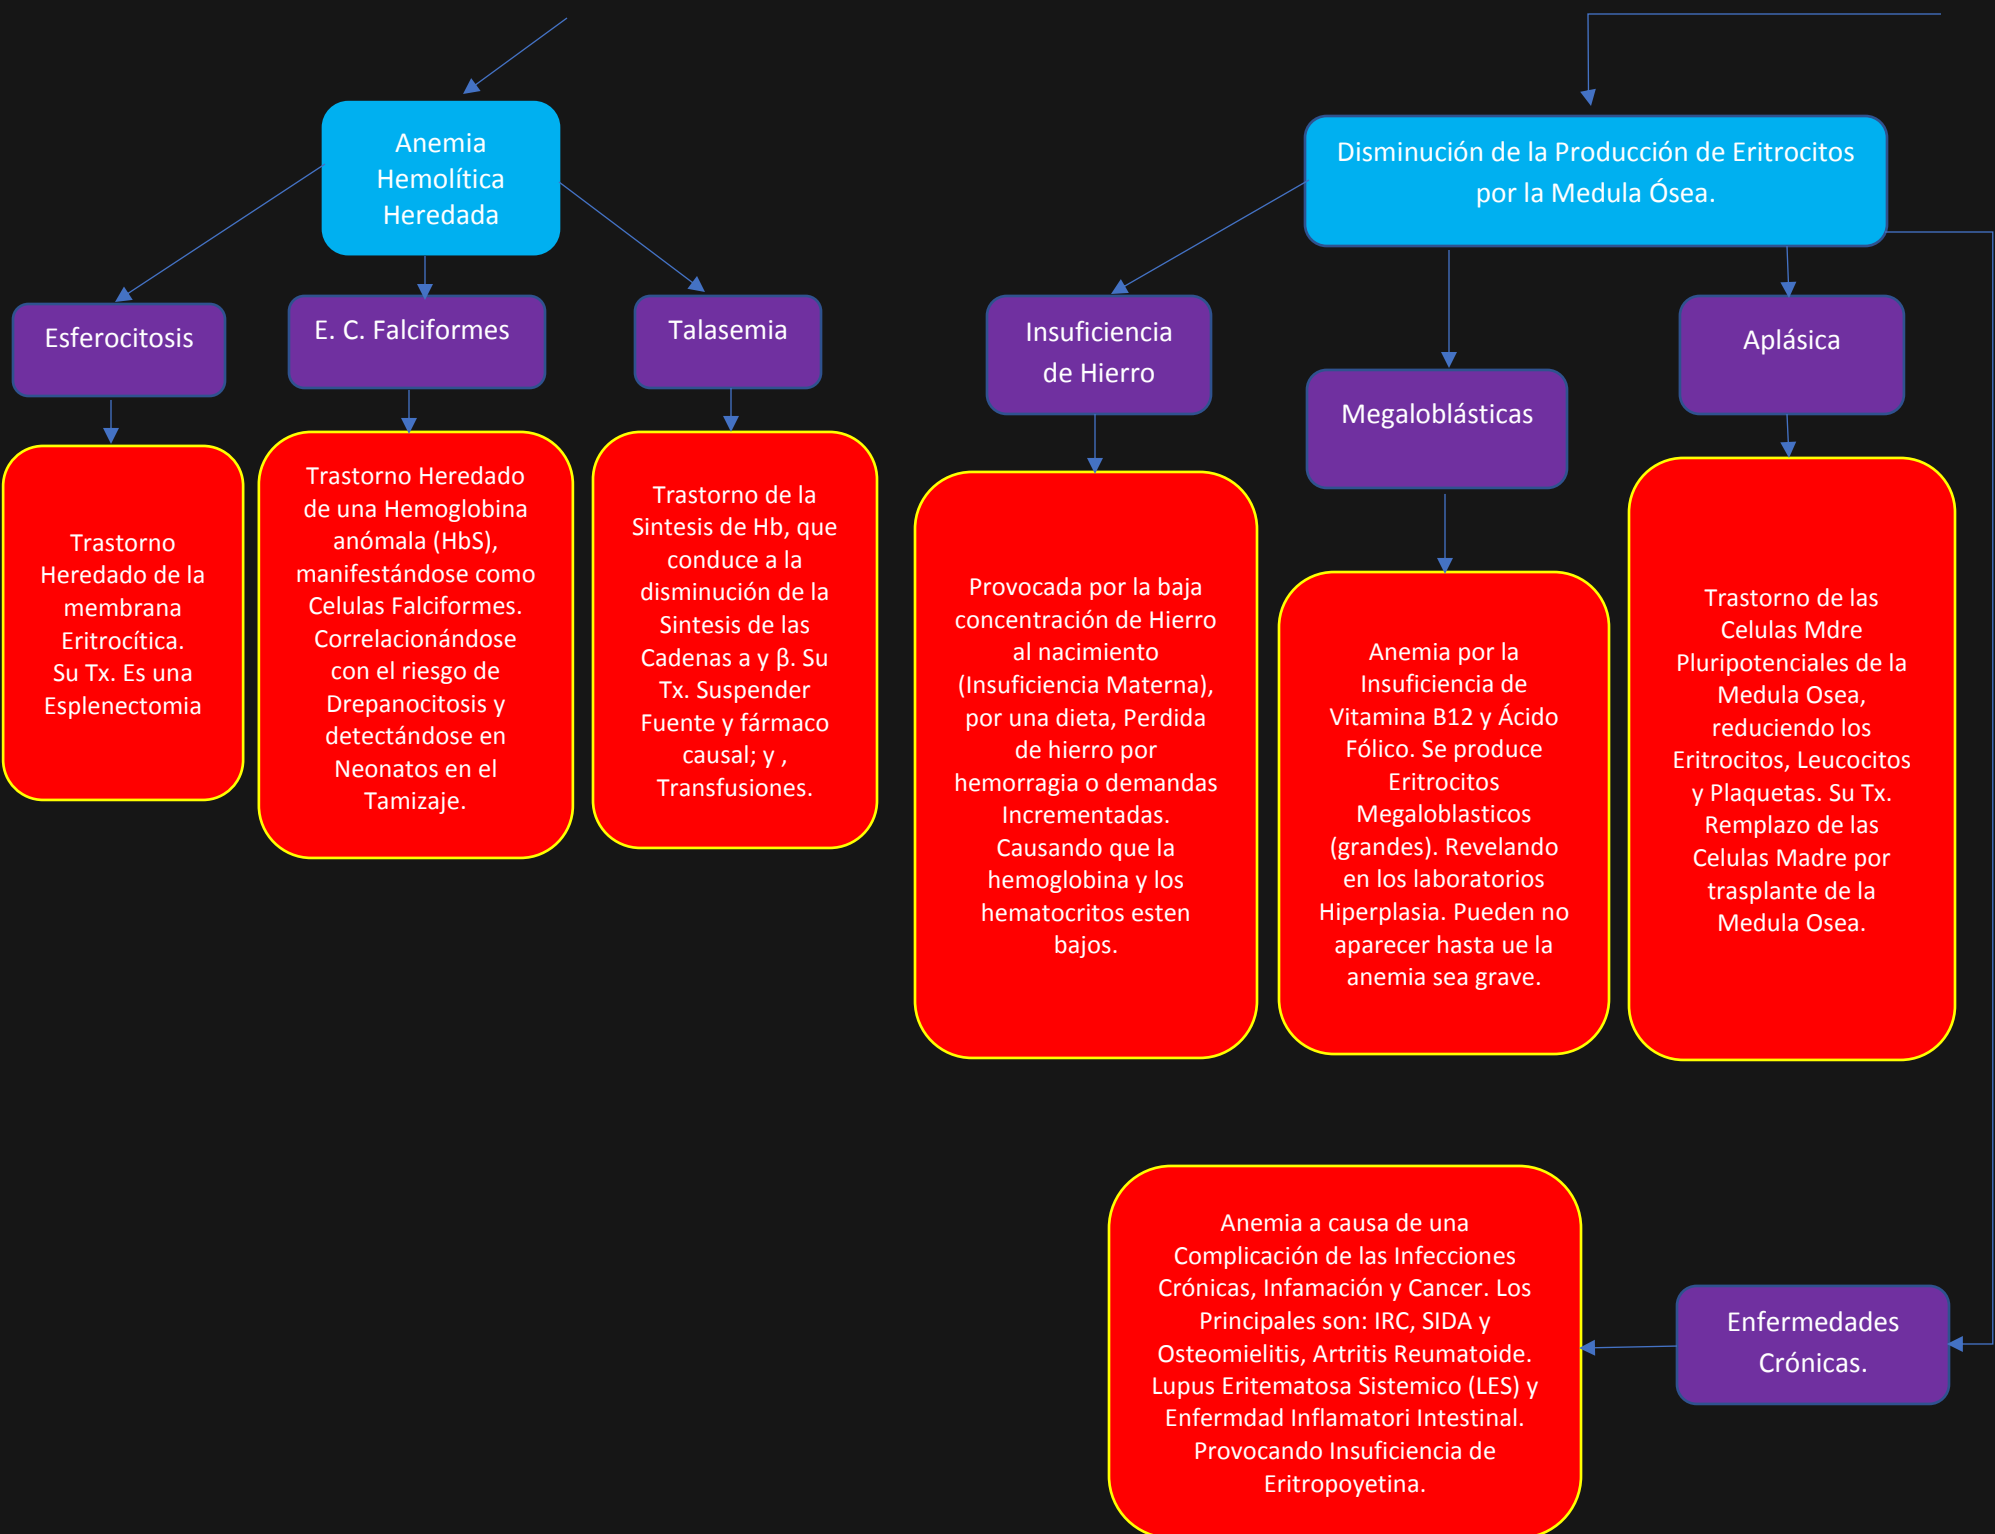 Anemia
Hemolítica
Heredada
Esferocitosis
Trastorno
Heredado de la
membrana
Eritrocítica.
Su Tx. Es una
Esplenectomia
E. C. Falciformes
Trastorno Heredado
de una Hemoglobina
anómala (HbS),
manifestándose como
Celulas Falciformes.
Correlacionándose
con el riesgo de
Drepanocitosis y
detectándose en
Neonatos en el
Tamizaje.
Talasemia
Trastorno de la
Sintesis de Hb, que
conduce a la
disminución de la
Sintesis de las
Cadenas a y β. Su
Tx. Suspender
Fuente y fármaco
causal; y ,
Transfusiones.
Disminución de la Producción de Eritrocitos
por la Medula Ósea.
Insuficiencia
de Hierro
Provocada por la baja
concentración de Hierro
al nacimiento
(Insuficiencia Materna),
por una dieta, Perdida
de hierro por
hemorragia o demandas
Incrementadas.
Causando que la
hemoglobina y los
hematocritos esten
bajos.
Megaloblásticas
Anemia por la
Insuficiencia de
Vitamina B12 y Ácido
Fólico. Se produce
Eritrocitos
Megaloblasticos
(grandes). Revelando
en los laboratorios
Hiperplasia. Pueden no
aparecer hasta ue la
anemia sea grave.
Aplásica
Trastorno de las
Celulas Mdre
Pluripotenciales de la
Medula Osea,
reduciendo los
Eritrocitos, Leucocitos
y Plaquetas. Su Tx.
Remplazo de las
Celulas Madre por
trasplante de la
Medula Osea.
Enfermedades
Crónicas.
Anemia a causa de una
Complicación de las Infecciones
Crónicas, Infamación y Cancer. Los
Principales son: IRC, SIDA y
Osteomielitis, Artritis Reumatoide.
Lupus Eritematosa Sistemico (LES) y
Enfermdad Inflamatori Intestinal.
Provocando Insuficiencia de
Eritropoyetina.